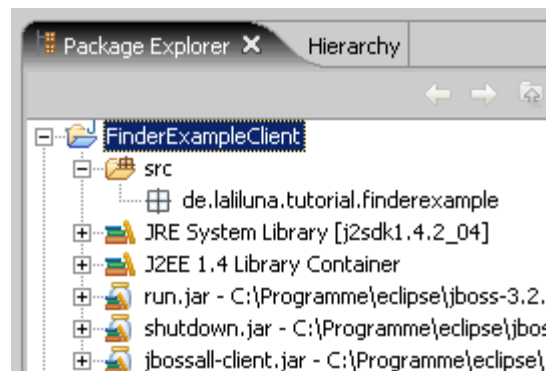 Package Explorer Hierarchy
FinderExampleClient
src
de.laliluna.tutorial.finderexample
JRE System Library [j2sdk1.4.2_04]
J2EE 1.4 Library Container
run.jar - C:\Programme\eclipse\jboss-3.2.
shutdown.jar - C:\Programme\eclipse\jbos
jbossall-client.jar - C:\Programme\eclipse\